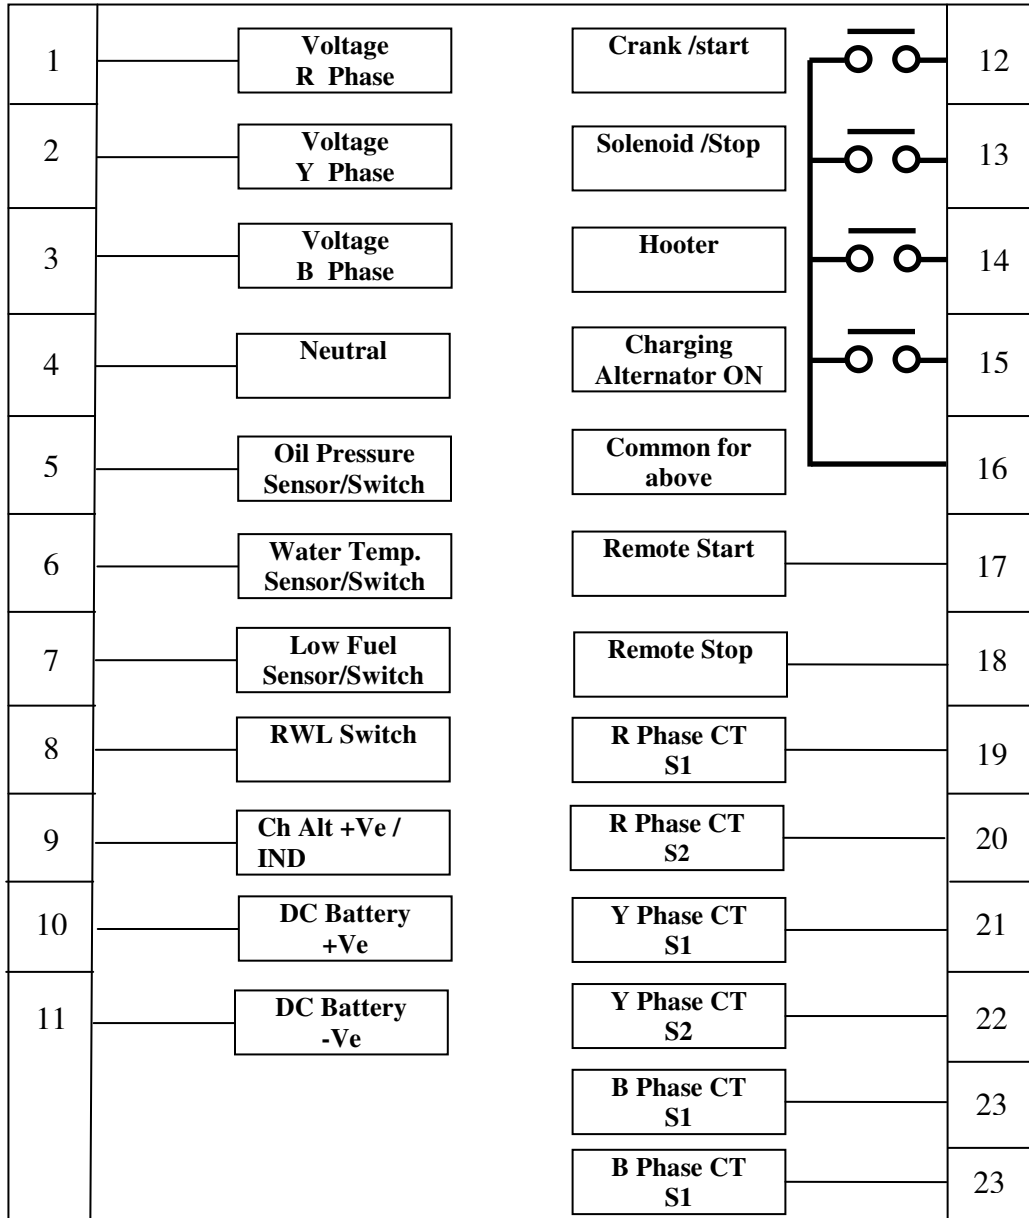 1
Voltage
R Phase
Crank /start
12
2
Voltage
Y Phase
Solenoid /Stop
13
3
Voltage
B Phase
Hooter
14
4
Neutral
Charging
Alternator ON
15
5
Oil Pressure
Sensor/Switch
Common for
above
16
6
Water Temp.
Sensor/Switch
Remote Start
17
7
Low Fuel
Sensor/Switch
Remote Stop
18
8
RWL Switch
R Phase CT
S1
19
9
Ch Alt +Ve /
IND
R Phase CT
S2
20
10
DC Battery
+Ve
Y Phase CT
S1
21
11
DC Battery
-Ve
Y Phase CT
S2
22
B Phase CT
S1
23
B Phase CT
S1
23